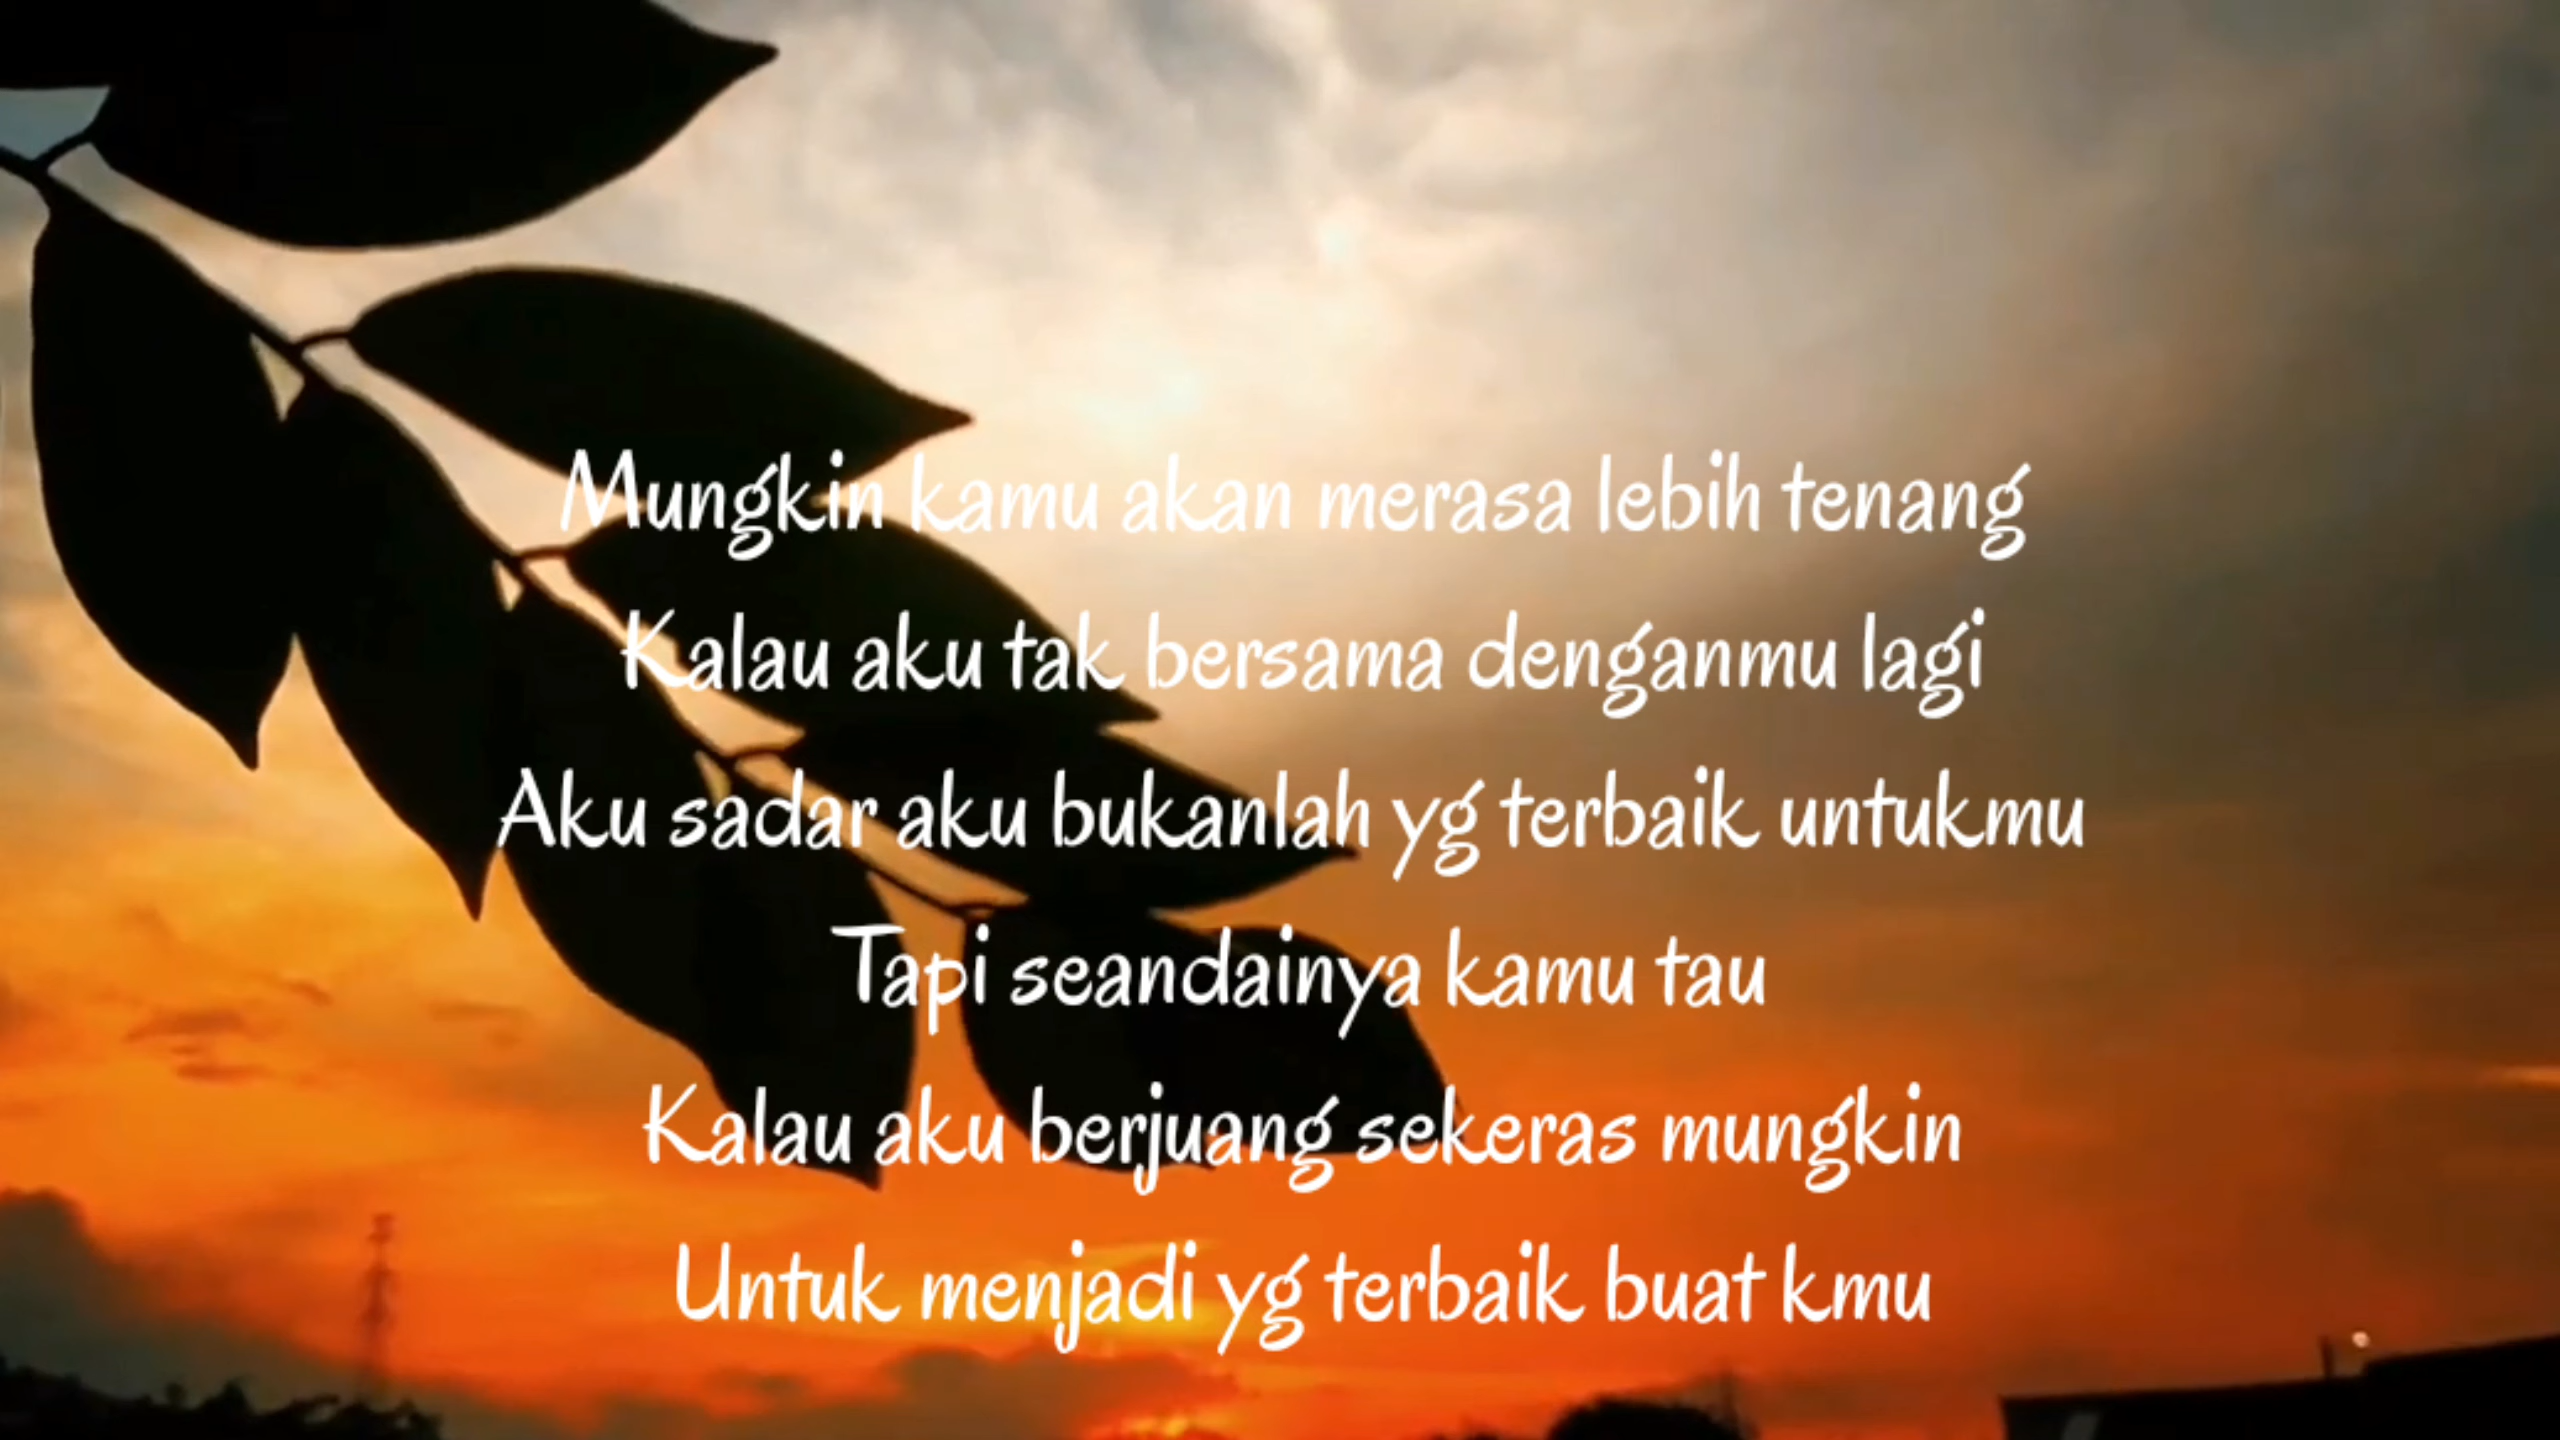 Mungkin kamu akan merasa lebih tenang
Kalau aku tak bersama denganmu lagi
Aku sadar aku bukanlah yg terbaik untukmu
Tapi seandainya kamu tau
Kalau aku berjuang sekeras mungkin
Untuk menjadi yg terbaik buat kmu